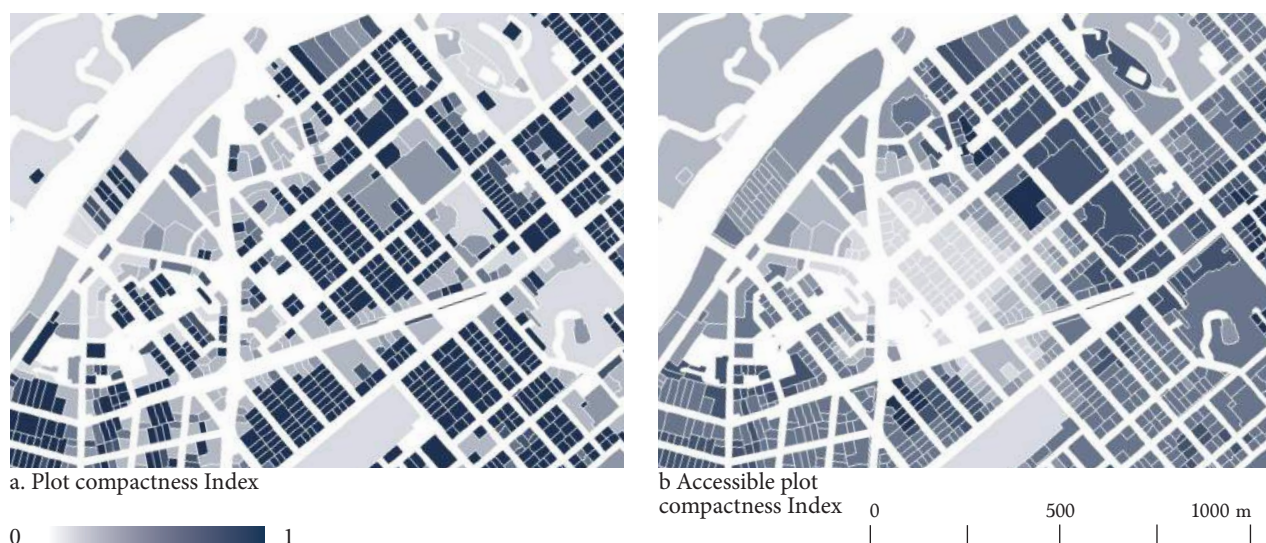 a. Plot compactness Index
b Accessible plot
compactness Index
0 1
0 500 1000 m